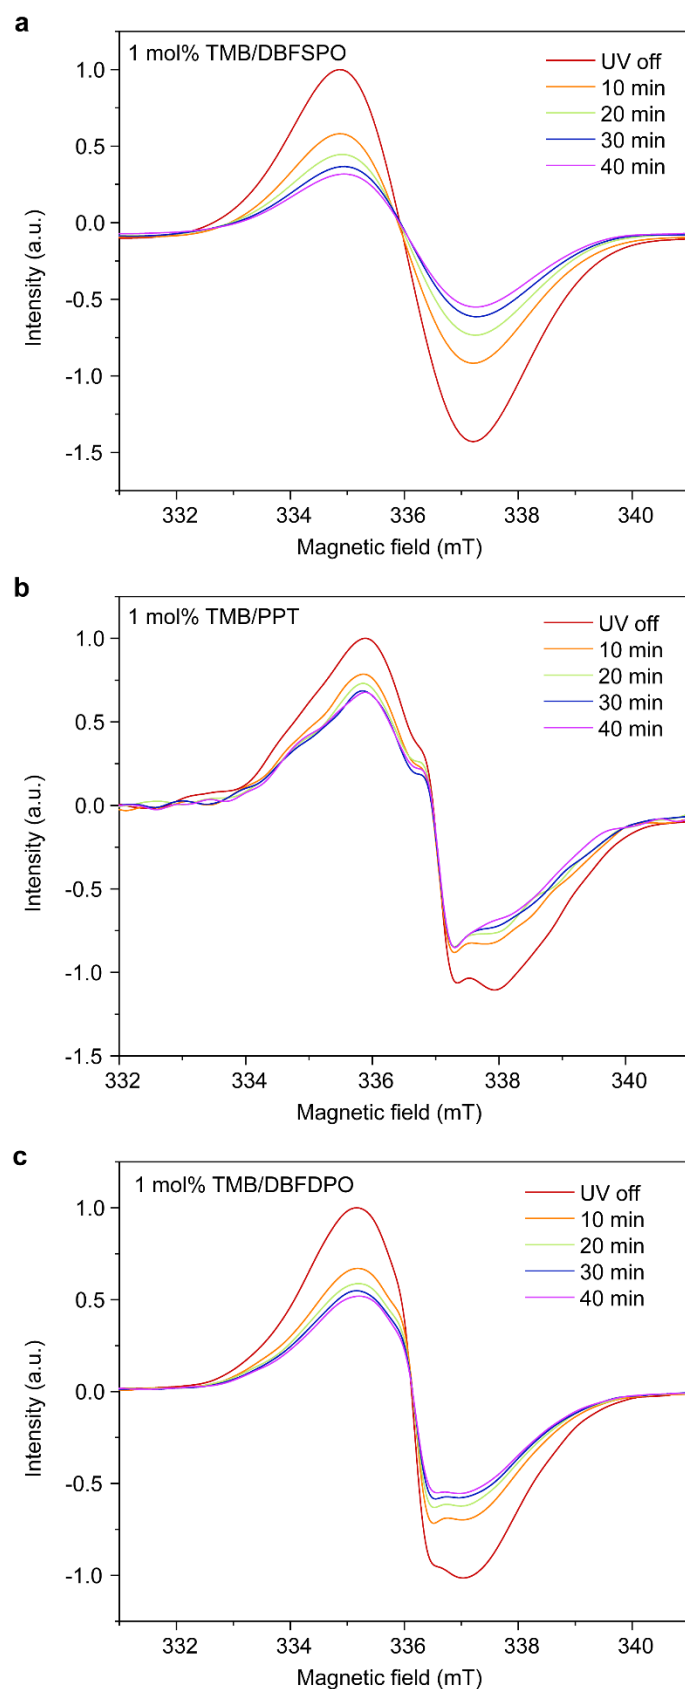 a
1 mol% TMB/DBFSPO
UV off
10 min
20 min
30 min
40 min
1.0
0.5
0.0
-0.5
-1.0
-1.5
Intensity (a.u.)
332 334 336 338 340
Magnetic field (mT)
b
1 mol% TMB/PPT
UV off
10 min
20 min
30 min
40 min
1.0
0.5
0.0
-0.5
-1.0
-1.5
Intensity (a.u.)
332 334 336 338 340
Magnetic field (mT)
c
1 mol% TMB/DBFDPO
UV off
10 min
20 min
30 min
40 min
1.0
0.5
0.0
-0.5
-1.0
Intensity (a.u.)
332 334 336 338 340
Magnetic field (mT)